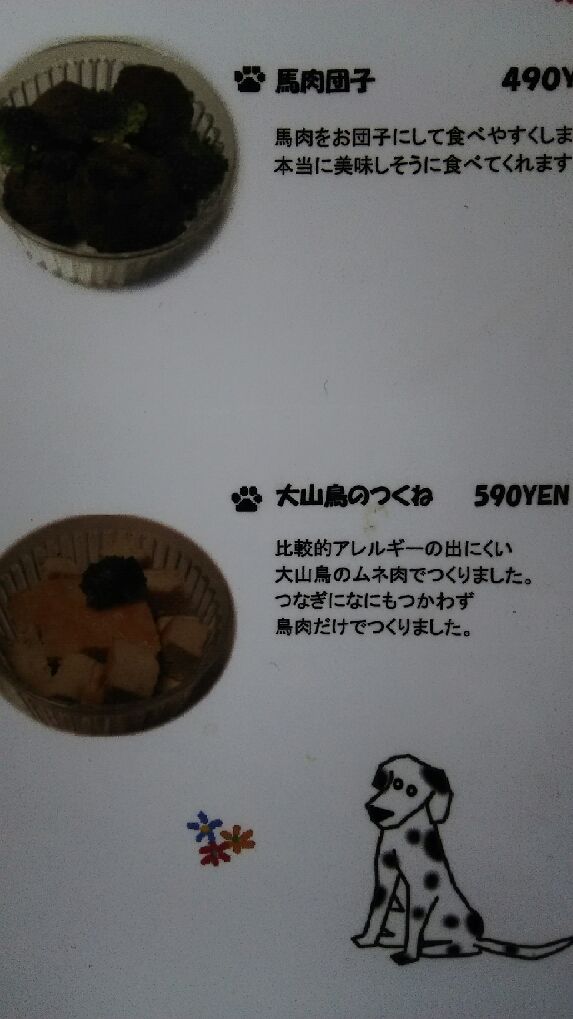 馬肉団子 490Y
馬肉をお団子にして食べやすくしま
本当に美味しそうに食べてくれます
大山鳥のつくね 590YEN
比較的アレルギーの出にくい
大山鳥のムネ肉でつくりました。
つなぎになにもつかわず
鳥肉だけでつくりました。